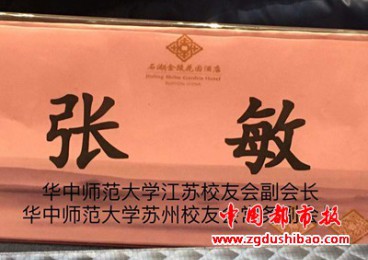 石湖金陵花园酒店
张 敏
华中师范大学江苏校友会副会长
华中师范大学苏州校友
中国都市报
www.zgdushibao.com